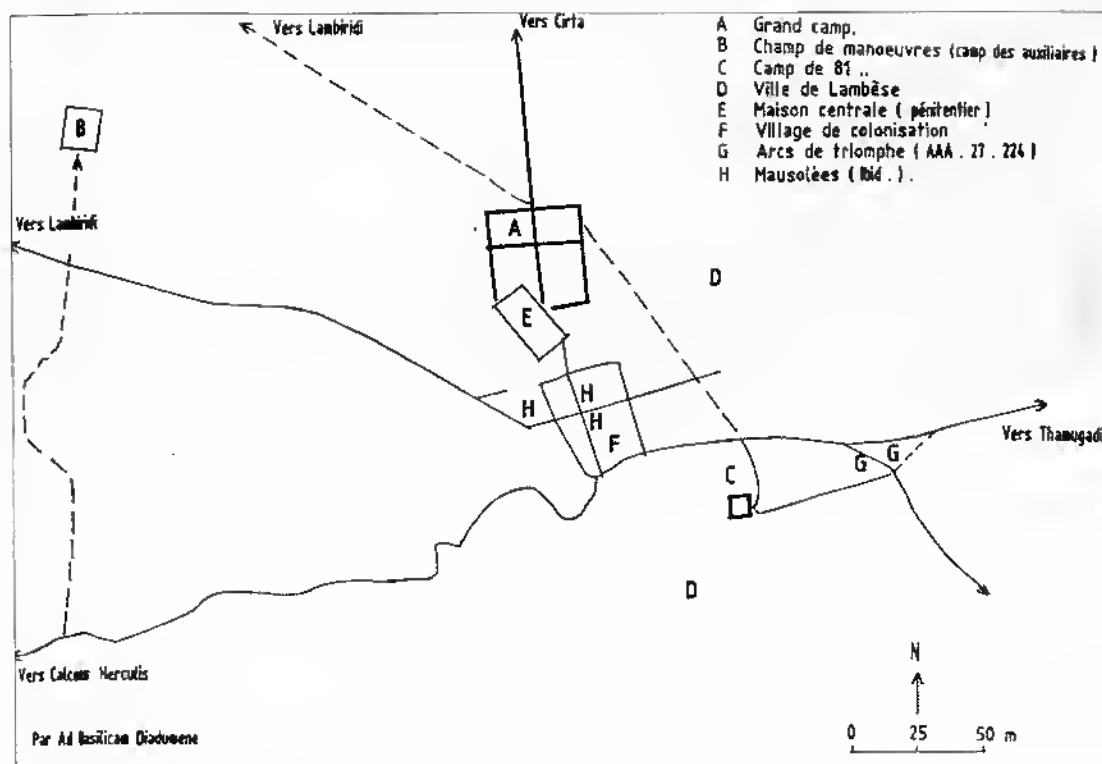 Vers Lambiridi
Vers Cirta
A Grand camp.
B Champ de manoeuvres (camp des auxiliaires)
C Camp de 81 ..
D Ville de Lambêse
E Maison centrale ( pénitentier )
F Village de colonisation
G Arcs de triomphe ( AAA . 27 . 224 )
H Mausolées ( Ibid . ) .
B
Vers Lambiridi
A
D
E
H
H
H
F
G
G
Vers Thamugadi
C
D
Vers Calceus Herculis
N
Par Ad Basilicam Diadumene
0 25 50 m